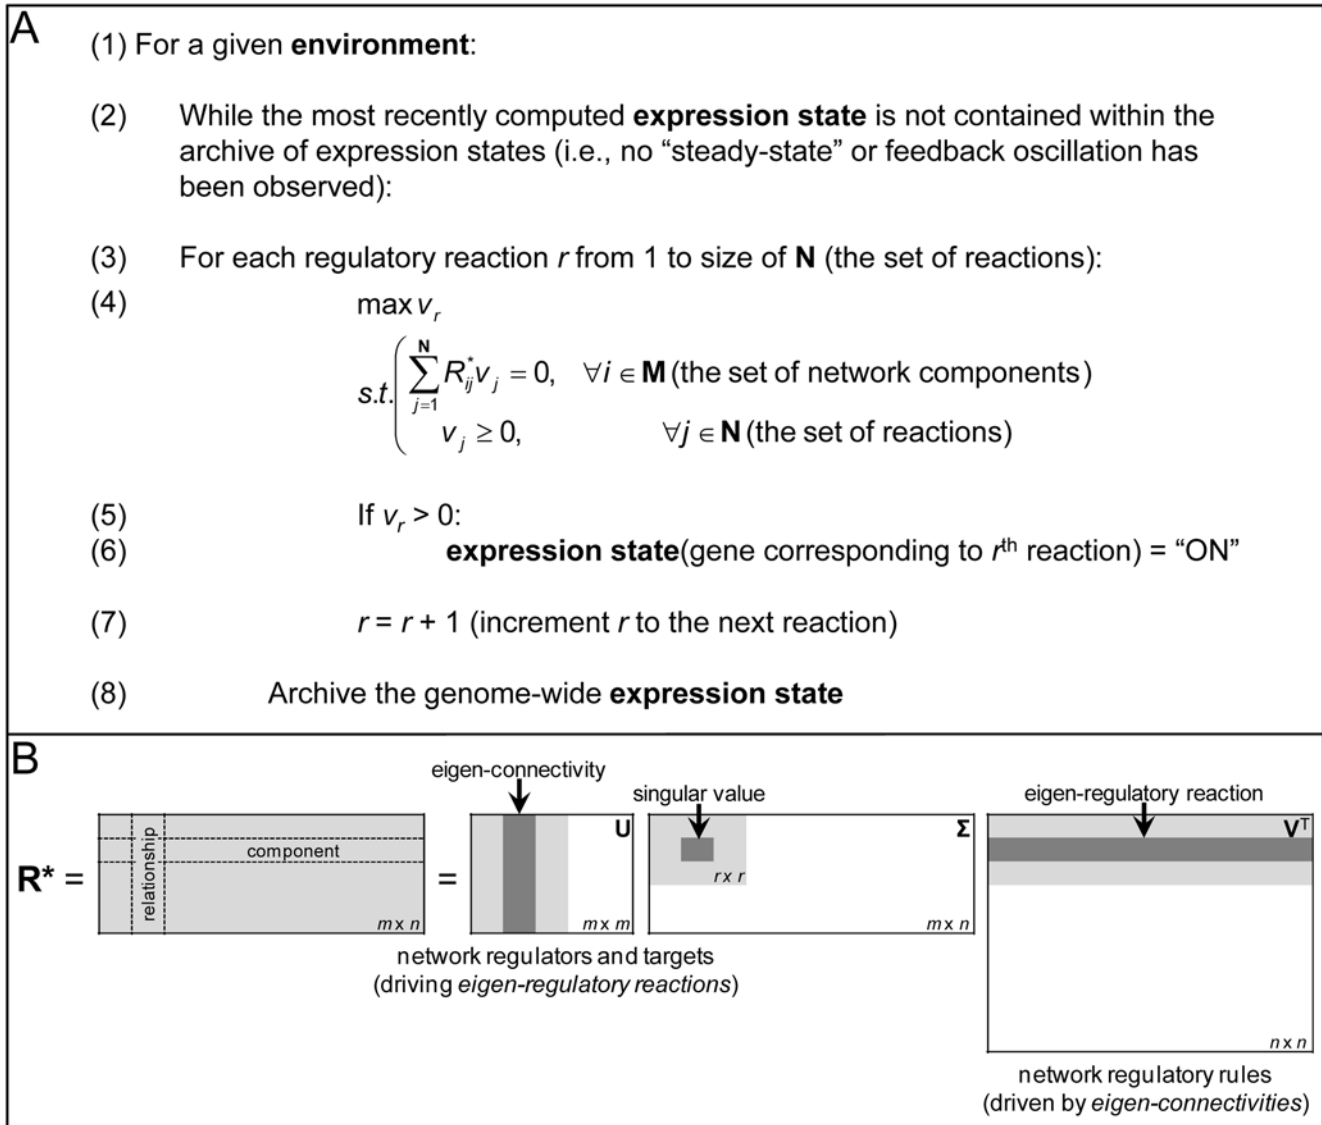 A
(1) For a given environment:
(2) While the most recently computed expression state is not contained within the
archive of expression states (i.e., no “steady-state” or feedback oscillation has
been observed):
(3) For each regulatory reaction r from 1 to size of N (the set of reactions):
(4) max v_r
s.t. ( ∑_{j=1}^{N} R*_{ij} v_j = 0, ∀i ∈ M (the set of network components)
v_j ≥ 0, ∀j ∈ N (the set of reactions)
(5) If v_r > 0:
(6) expression state(gene corresponding to rth reaction) = “ON”
(7) r = r + 1 (increment r to the next reaction)
(8) Archive the genome-wide expression state
B
eigen-connectivity
singular value
eigen-regulatory reaction
R* =
relationship
component
m x n
=
U
m x m
Σ
r x r
m x n
V^T
n x n
network regulators and targets
(driving eigen-regulatory reactions)
network regulatory rules
(driven by eigen-connectivities)